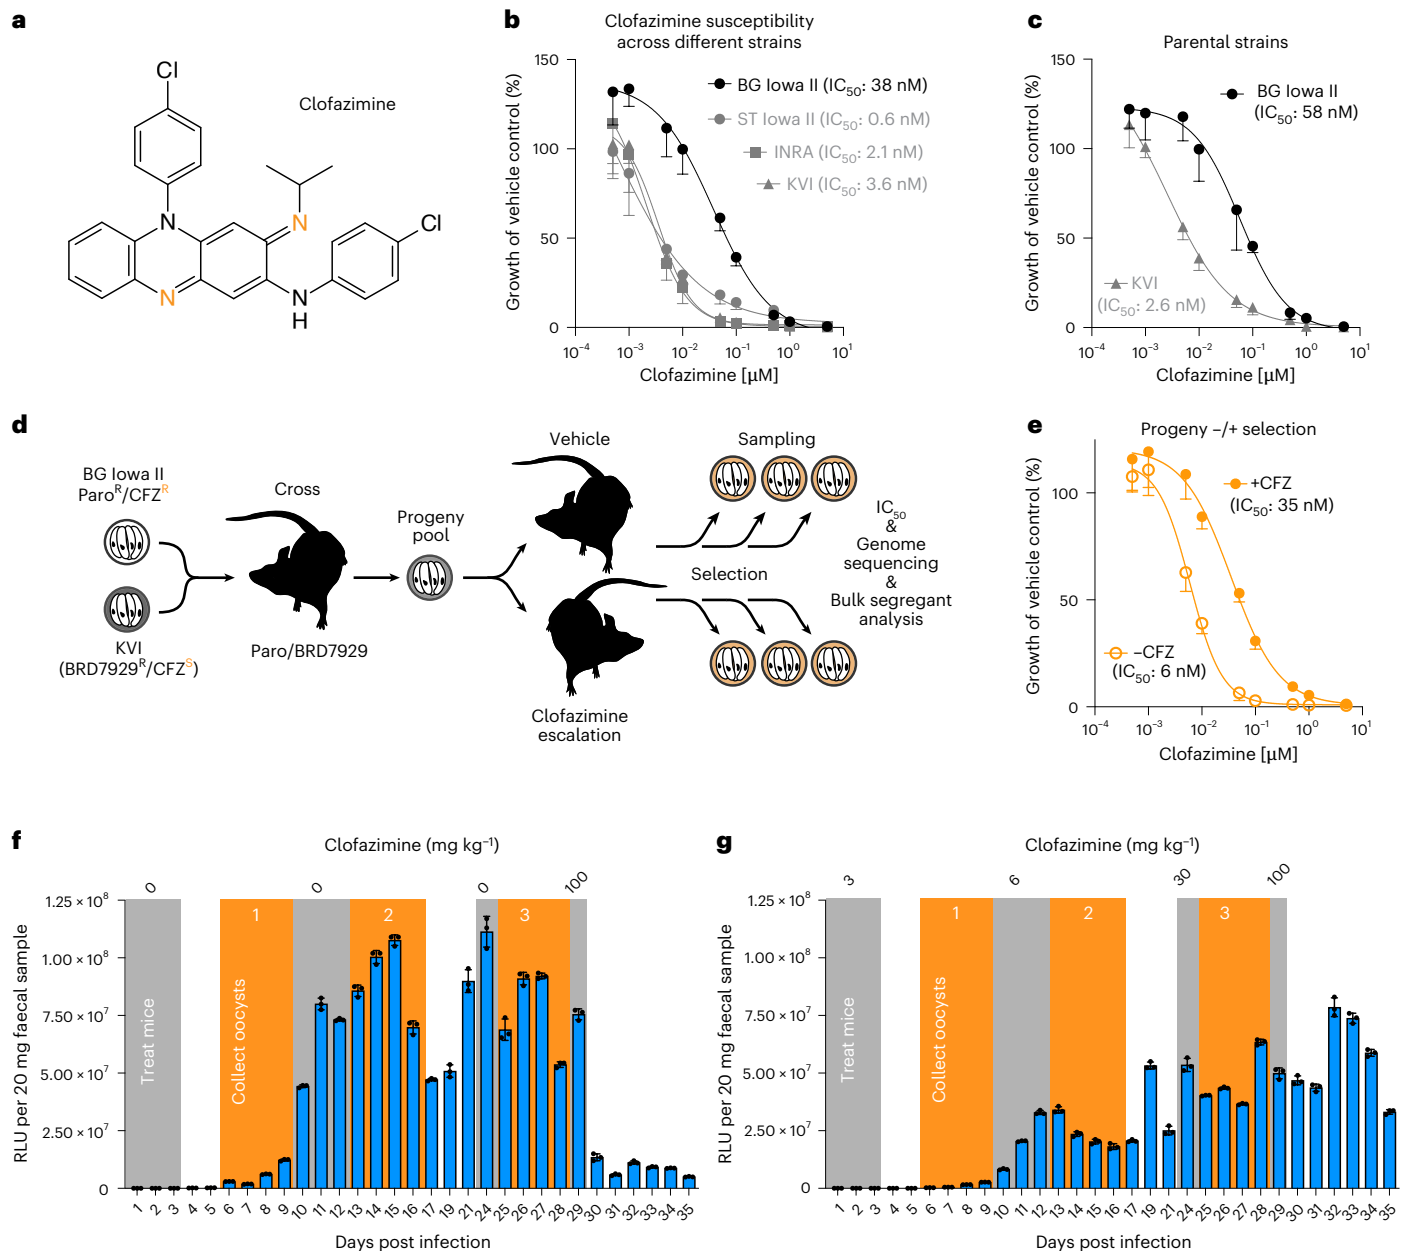 a
Cl
Clofazimine
N
N
Cl
N
N
H
b
Clofazimine susceptibility
across different strains
Growth of vehicle control (%)
150
100
50
0
BG Iowa II (IC50: 38 nM)
ST Iowa II (IC50: 0.6 nM)
INRA (IC50: 2.1 nM)
KVI (IC50: 3.6 nM)
10⁻⁴ 10⁻³ 10⁻² 10⁻¹ 10⁰ 10¹
Clofazimine [µM]
c
Parental strains
Growth of vehicle control (%)
150
100
50
0
BG Iowa II
(IC50: 58 nM)
KVI
(IC50: 2.6 nM)
10⁻⁴ 10⁻³ 10⁻² 10⁻¹ 10⁰ 10¹
Clofazimine [µM]
d
BG Iowa II
Paroᴿ/CFZᴿ
KVI
(BRD7929ᴿ/CFZˢ)
Cross
Paro/BRD7929
Progeny
pool
Vehicle
Clofazimine
escalation
Sampling
Selection
IC50
&
Genome
sequencing
&
Bulk segregant
analysis
e
Progeny −/+ selection
Growth of vehicle control (%)
100
50
0
+CFZ
(IC50: 35 nM)
−CFZ
(IC50: 6 nM)
10⁻⁴ 10⁻³ 10⁻² 10⁻¹ 10⁰ 10¹
Clofazimine [µM]
f
Clofazimine (mg kg⁻¹)
0 0 0 100
RLU per 20 mg faecal sample
1.25 × 10⁸
1.00 × 10⁸
7.50 × 10⁷
5.00 × 10⁷
2.50 × 10⁷
0
1 2 3
Treat mice
Collect oocysts
1 2 3 4 5 6 7 8 9 10 11 12 13 14 15 16 17 19 21 24 25 26 27 28 29 30 31 32 33 34 35
Days post infection
g
Clofazimine (mg kg⁻¹)
3 6 30 100
RLU per 20 mg faecal sample
1.25 × 10⁸
1.00 × 10⁸
7.50 × 10⁷
5.00 × 10⁷
2.50 × 10⁷
0
1 2 3
Treat mice
Collect oocysts
1 2 3 4 5 6 7 8 9 10 11 12 13 14 15 16 17 19 21 24 25 26 27 28 29 30 31 32 33 34 35
Days post infection